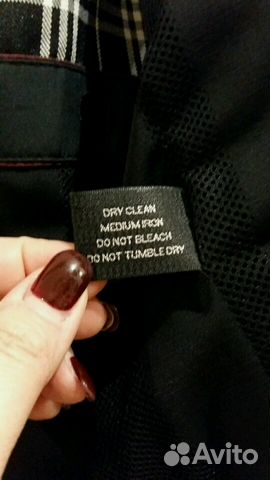 DRY CLEAN
MEDIUM IRON
DO NOT BLEACH
DO NOT TUMBLE DRY
Avito